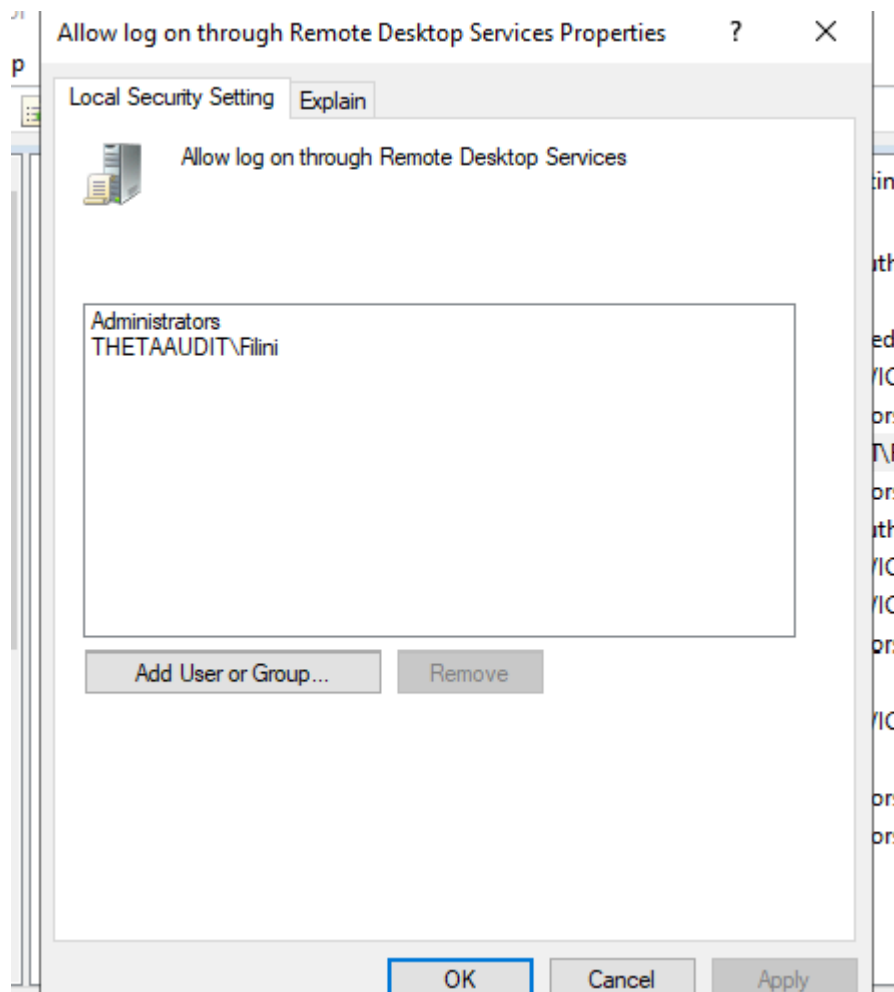 Allow log on through Remote Desktop Services Properties
?
p
Local Security Setting
Explain
Allow log on through Remote Desktop Services
Administrators
THETAAUDIT\Filini
Add User or Group...
Remove
OK
Cancel
Apply